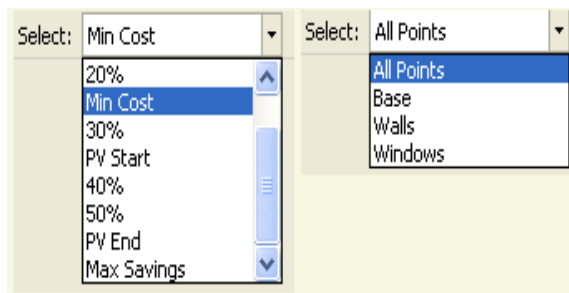 Select: Min Cost
20%
Min Cost
30%
PV Start
40%
50%
PV End
Max Savings
Select: All Points
All Points
Base
Walls
Windows